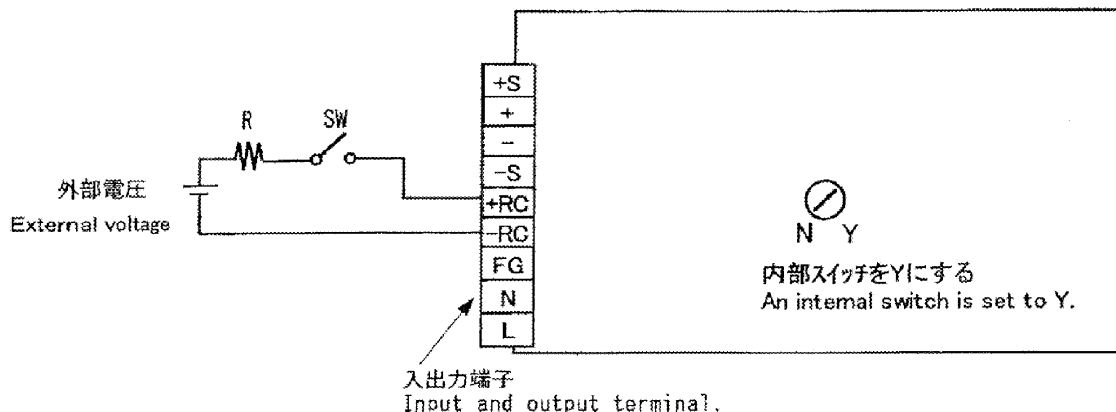 +S
+
-
-S
+RC
-RC
FG
N
L
R
SW
外部電圧
External voltage
N Y
内部スイッチをYにする
An internal switch is set to Y.
入出力端子
Input and output terminal.